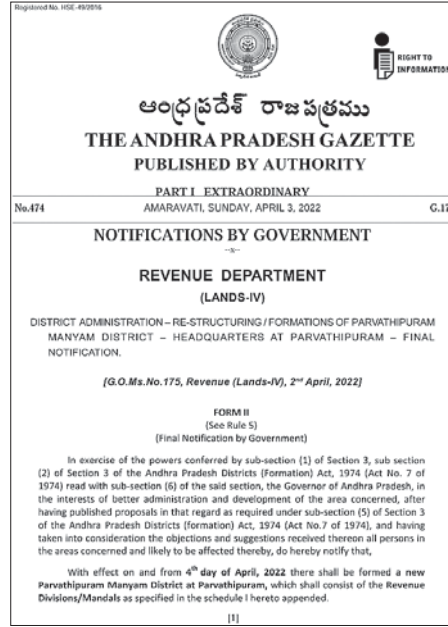 Registered No. HSE-49/2016
RIGHT TO
INFORMATION
ఆంధ్రప్రదేశ్ రాజపత్రము
THE ANDHRA PRADESH GAZETTE
PUBLISHED BY AUTHORITY
PART I EXTRAORDINARY
No.474 AMARAVATI, SUNDAY, APRIL 3, 2022 G.17
NOTIFICATIONS BY GOVERNMENT
--x--
REVENUE DEPARTMENT
(LANDS-IV)
DISTRICT ADMINISTRATION – RE-STRUCTURING / FORMATIONS OF PARVATHIPURAM
MANYAM DISTRICT – HEADQUARTERS AT PARVATHIPURAM – FINAL
NOTIFICATION.
[G.O.Ms.No.175, Revenue (Lands-IV), 2nd April, 2022]
FORM II
(See Rule 5)
(Final Notification by Government)
In exercise of the powers conferred by sub-section (1) of Section 3, sub section
(2) of Section 3 of the Andhra Pradesh Districts (Formation) Act, 1974 (Act No. 7 of
1974) read with sub-section (6) of the said section, the Governor of Andhra Pradesh, in
the interests of better administration and development of the area concerned, after
having published proposals in that regard as required under sub-section (5) of Section 3
of the Andhra Pradesh Districts (formation) Act, 1974 (Act No.7 of 1974), and having
taken into consideration the objections and suggestions received thereon all persons in
the areas concerned and likely to be affected thereby, do hereby notify that,
With effect on and from 4th day of April, 2022 there shall be formed a new
Parvathipuram Manyam District at Parvathipuram, which shall consist of the Revenue
Divisions/Mandals as specified in the schedule I hereto appended.
[1]